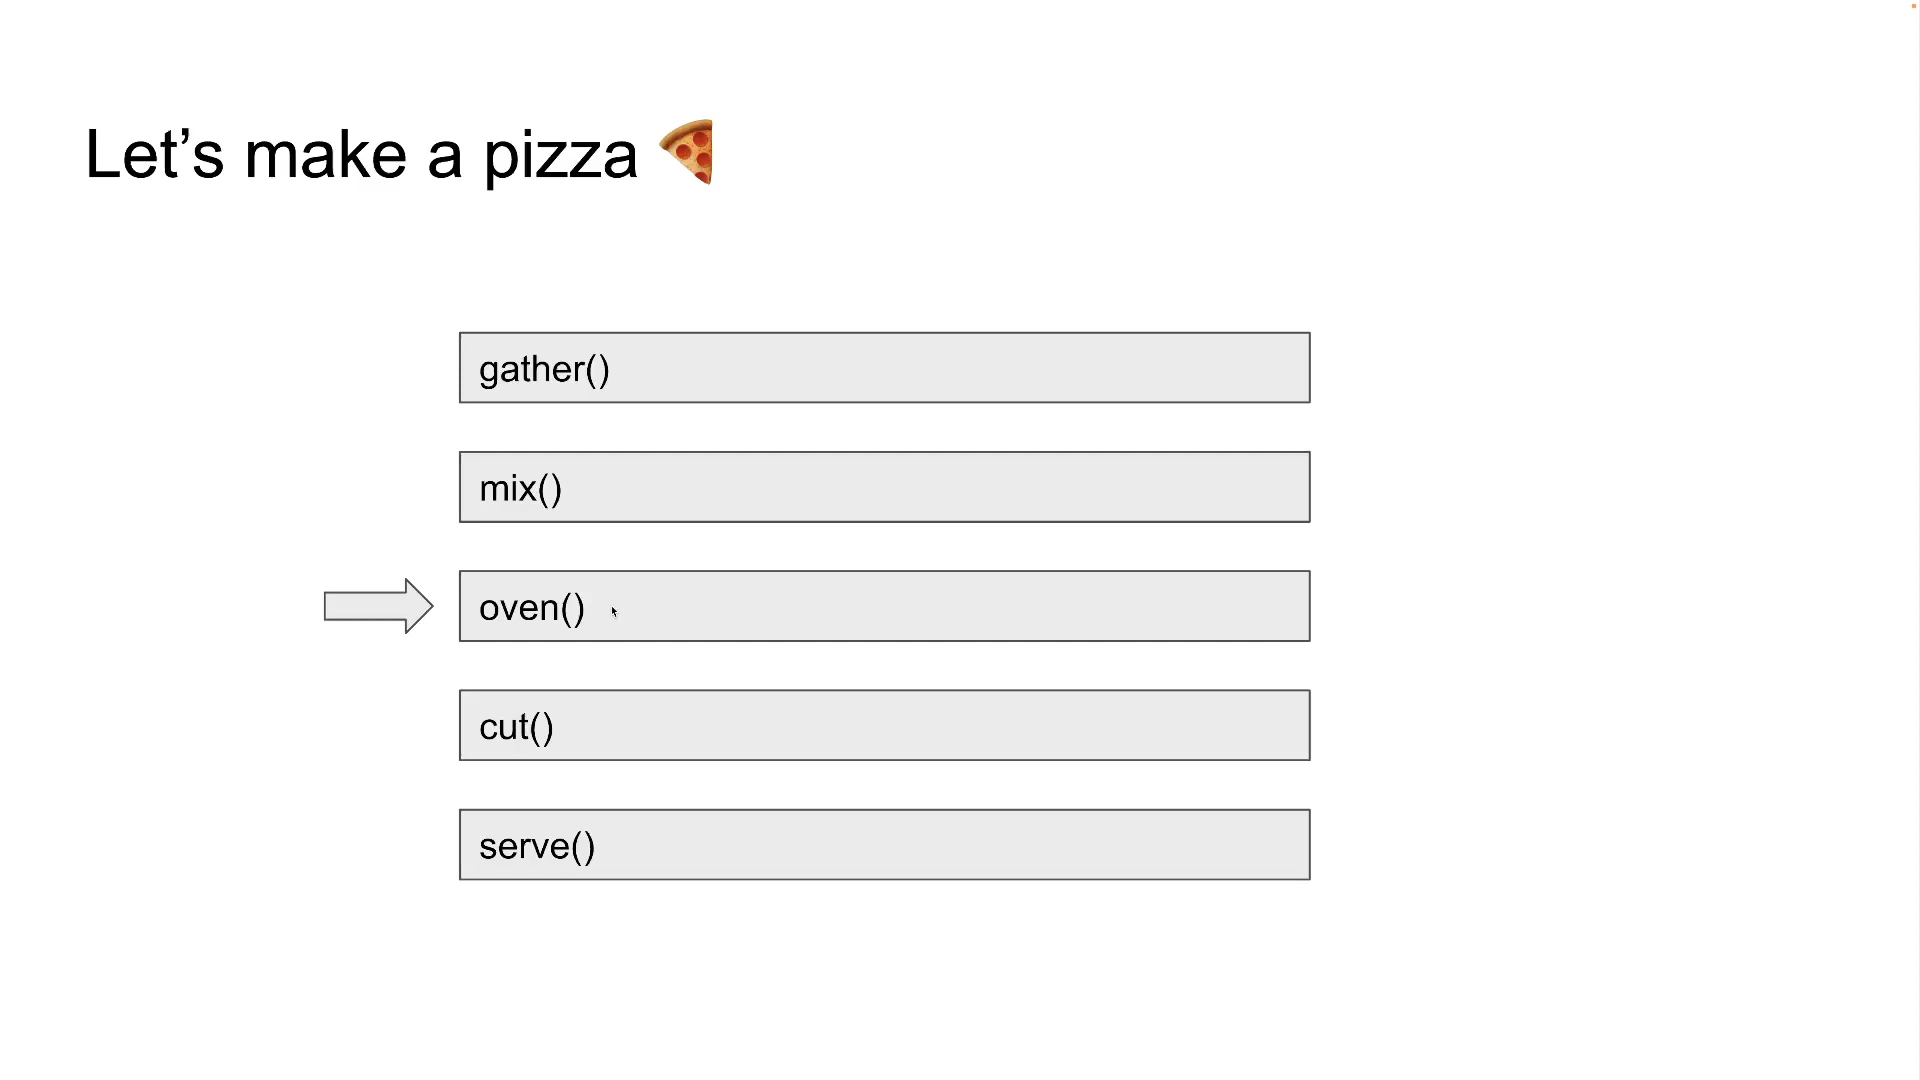 Let’s make a pizza 🍕
gather()
mix()
oven()
cut()
serve()